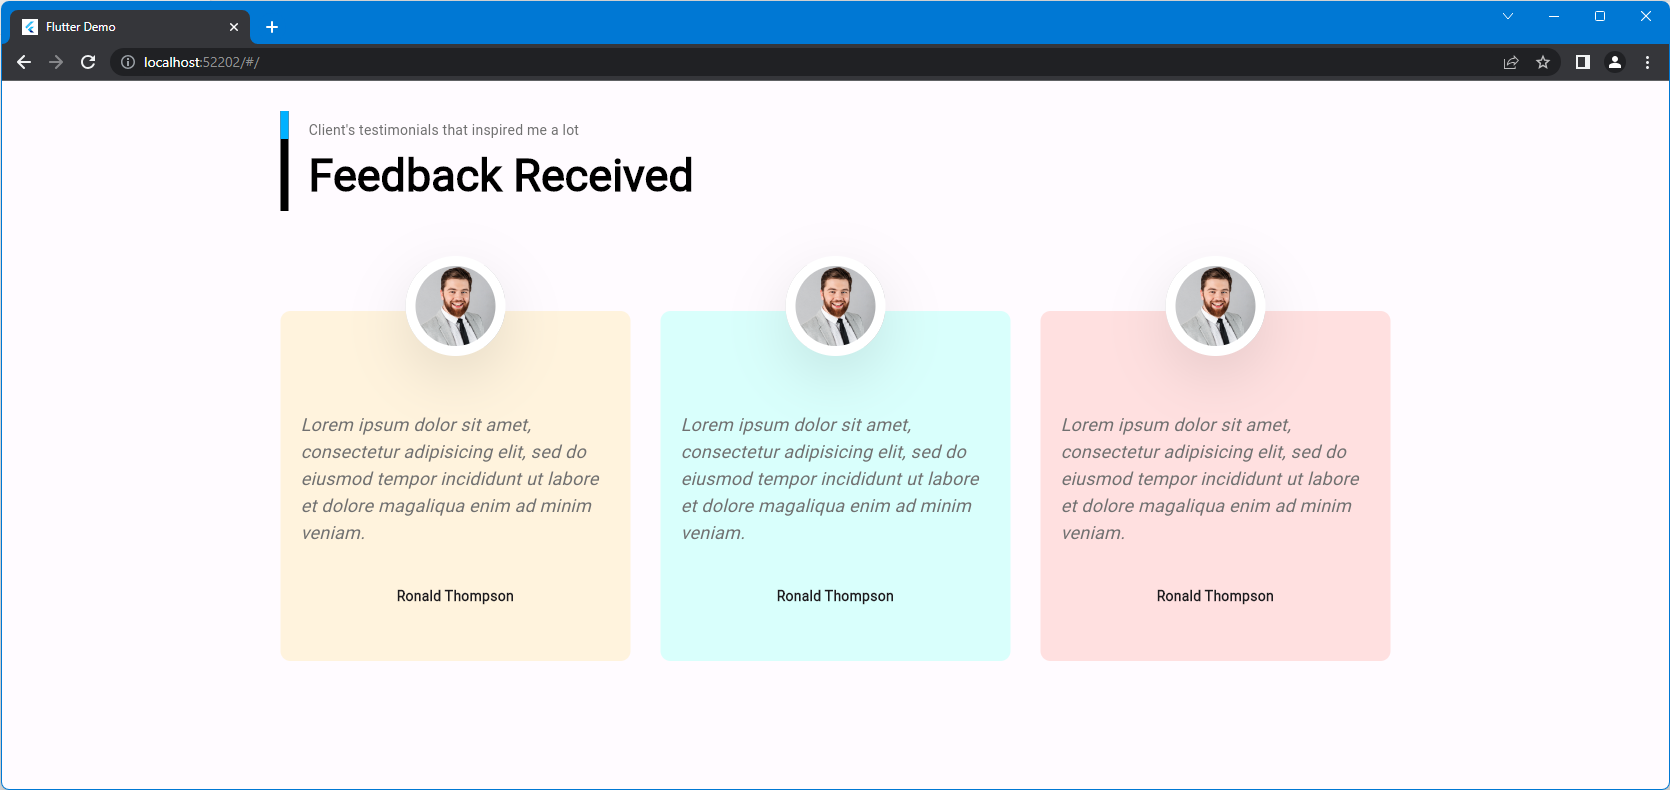 Flutter Demo
localhost:52202/#/
Client's testimonials that inspired me a lot
Feedback Received
Lorem ipsum dolor sit amet,
consectetur adipisicing elit, sed do
eiusmod tempor incididunt ut labore
et dolore magaliqua enim ad minim
veniam.
Ronald Thompson
Lorem ipsum dolor sit amet,
consectetur adipisicing elit, sed do
eiusmod tempor incididunt ut labore
et dolore magaliqua enim ad minim
veniam.
Ronald Thompson
Lorem ipsum dolor sit amet,
consectetur adipisicing elit, sed do
eiusmod tempor incididunt ut labore
et dolore magaliqua enim ad minim
veniam.
Ronald Thompson